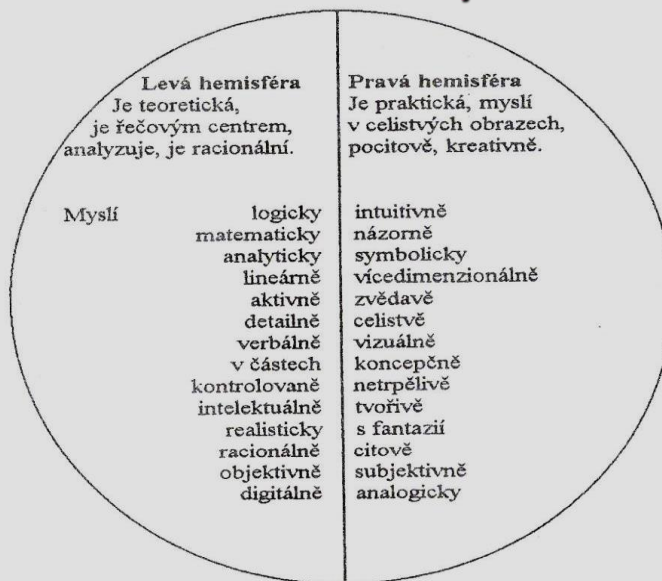 Levá hemisféra
Je teoretická,
je řečovým centrem,
analyzuje, je racionální.
Pravá hemisféra
Je praktická, myslí
v celistvých obrazech,
pocitově, kreativně.
Myslí
logicky
matematicky
analyticky
lineárně
aktivně
detailně
verbálně
v částech
kontrolovaně
intelektuálně
realisticky
racionálně
objektivně
digitálně
intuitivně
názorně
symbolicky
vícedimenzionálně
zvědavě
celistvě
vizuálně
koncepčně
netrpělivě
tvořivě
s fantazií
citově
subjektivně
analogicky